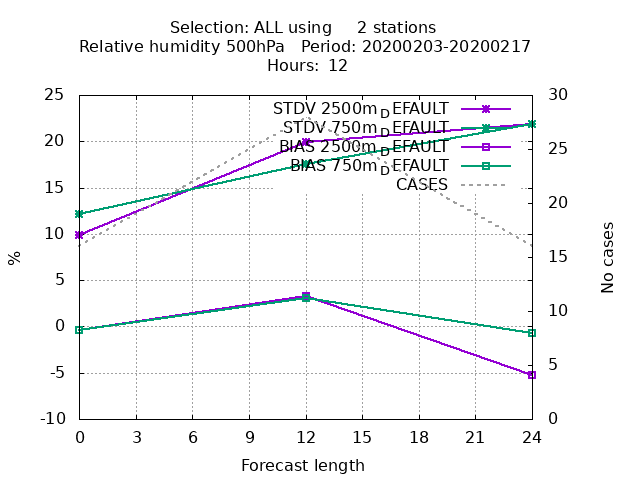 Selection: ALL using     2 stations
Relative humidity 500hPa   Period: 20200203-20200217
Hours: 12
STDV 2500m_DEFAULT
STDV 750m_DEFAULT
BIAS 2500m_DEFAULT
BIAS 750m_DEFAULT
CASES
25
20
15
10
5
0
-5
-10
%
30
25
20
15
10
5
0
No cases
0 3 6 9 12 15 18 21 24
Forecast length